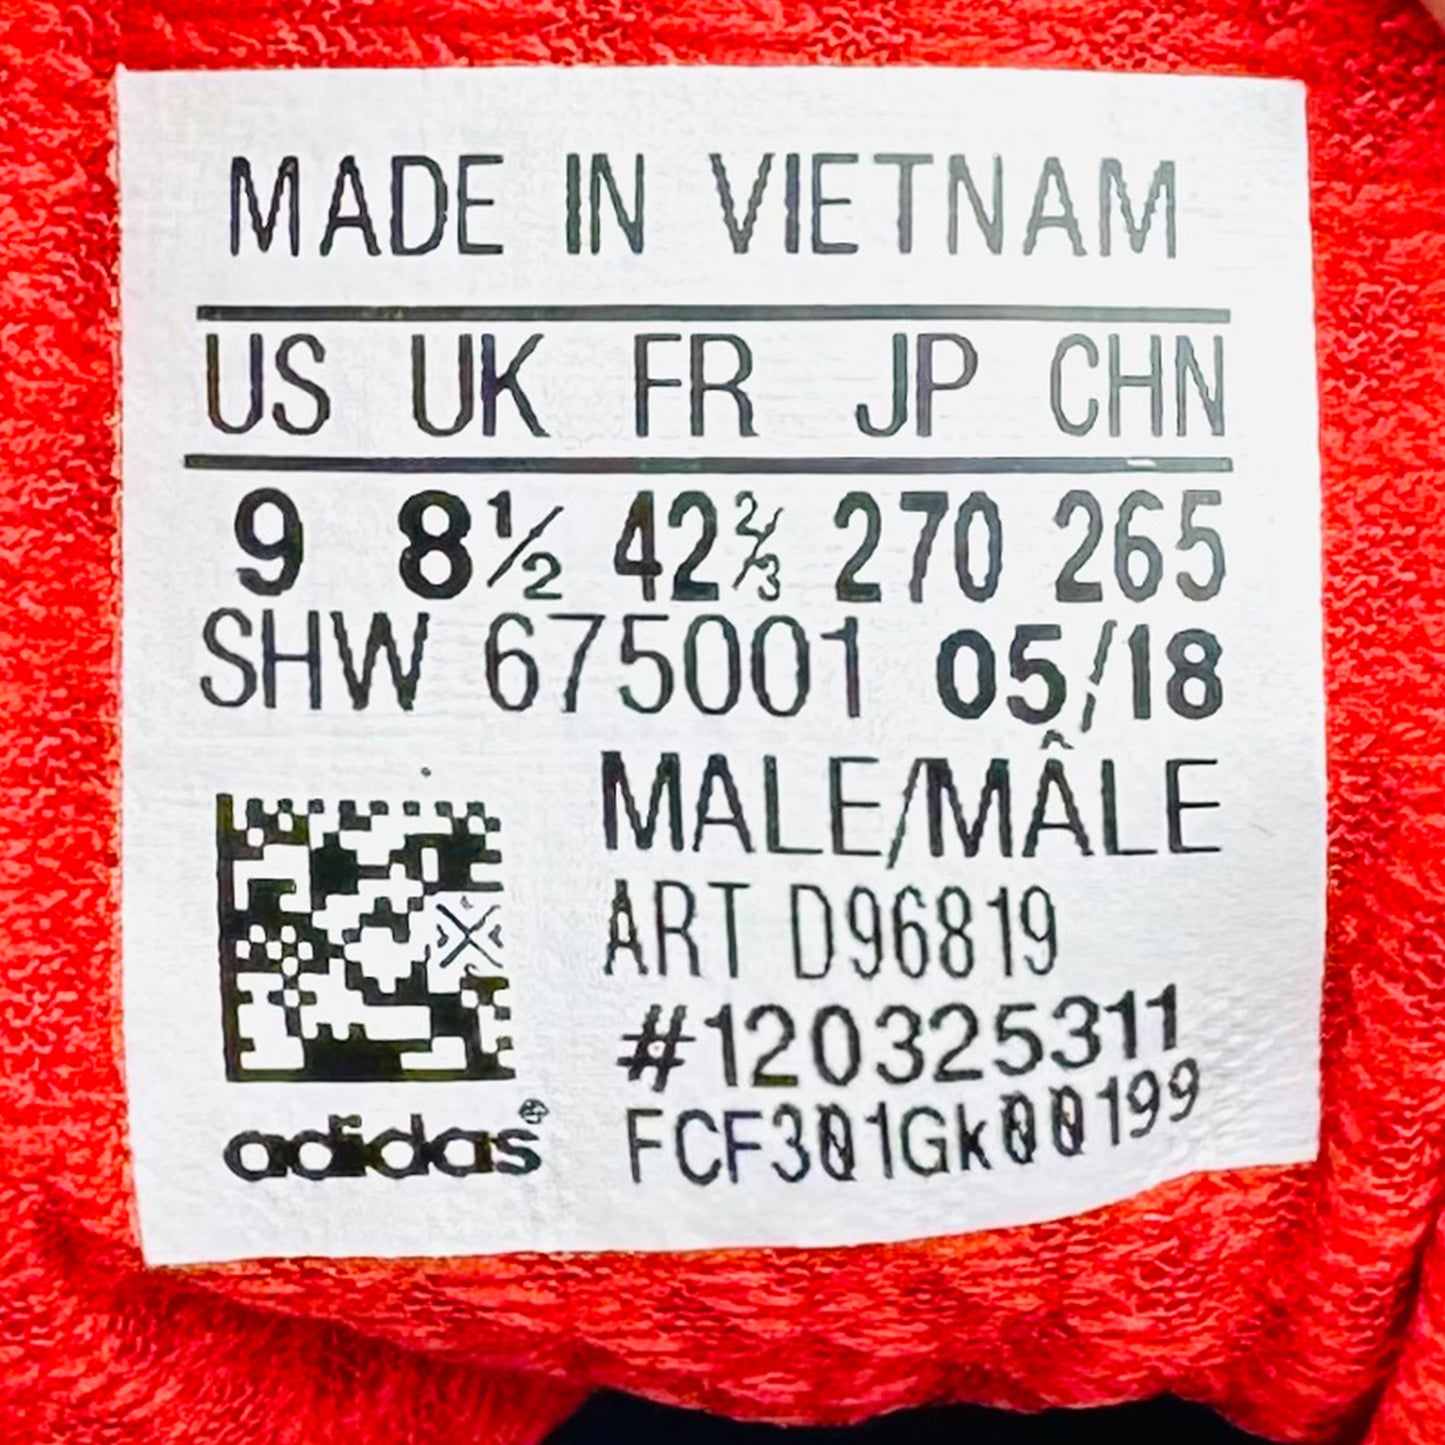 MADE IN VIETNAM
US UK FR JP CHN
9 8½ 42⅔ 270 265
SHW 675001 05/18
MALE/MÂLE
ART D96819
#120325311
FCF301Gk00199
adidas®